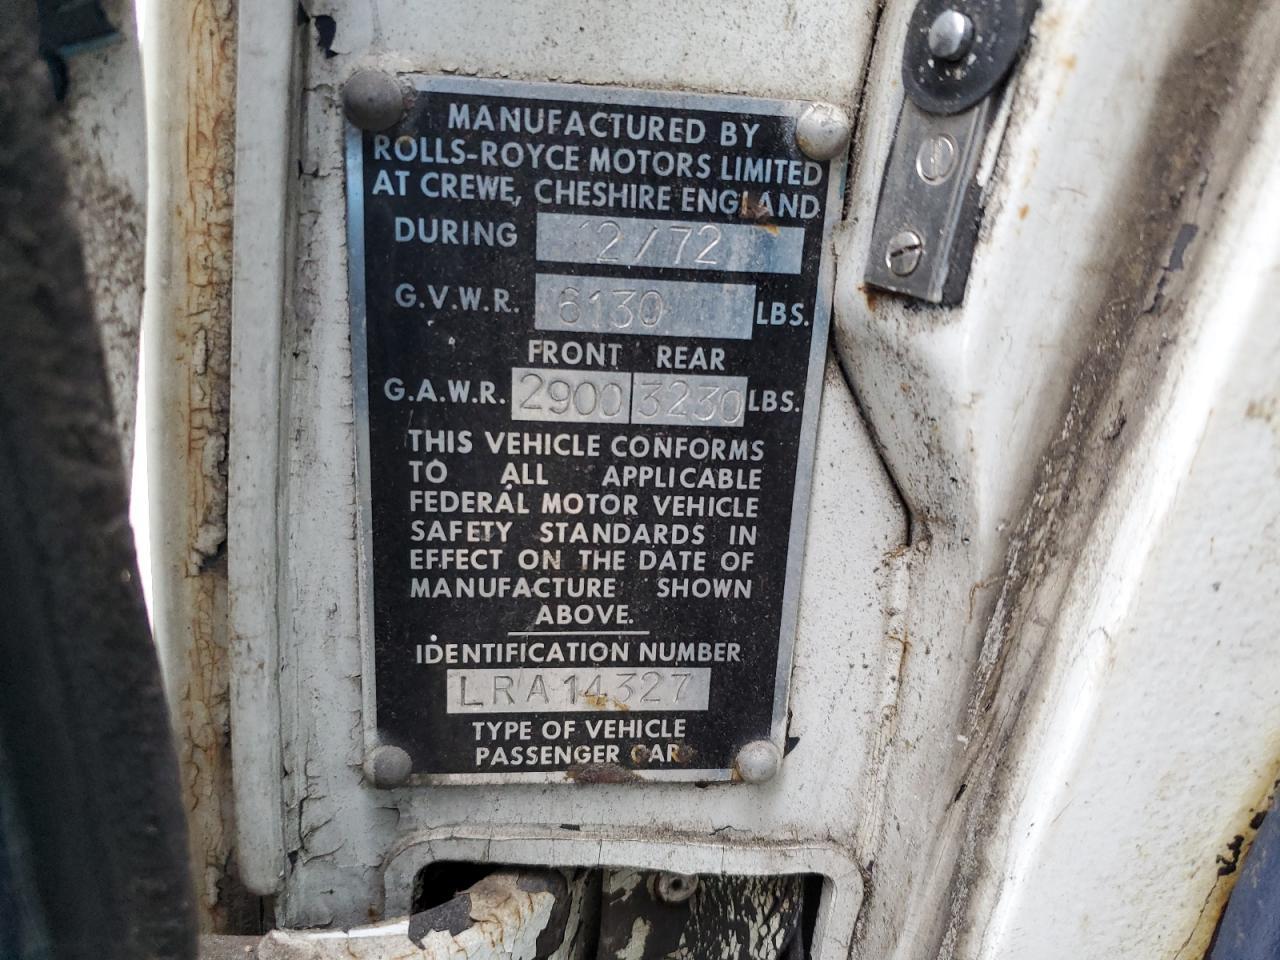 MANUFACTURED BY
ROLLS-ROYCE MOTORS LIMITED
AT CREWE, CHESHIRE ENGLAND
DURING 12/72
G.V.W.R. 6130 LBS.
FRONT REAR
G.A.W.R. 2900 3230 LBS.
THIS VEHICLE CONFORMS
TO ALL APPLICABLE
FEDERAL MOTOR VEHICLE
SAFETY STANDARDS IN
EFFECT ON THE DATE OF
MANUFACTURE SHOWN
ABOVE.
IDENTIFICATION NUMBER
LRA14327
TYPE OF VEHICLE
PASSENGER CAR